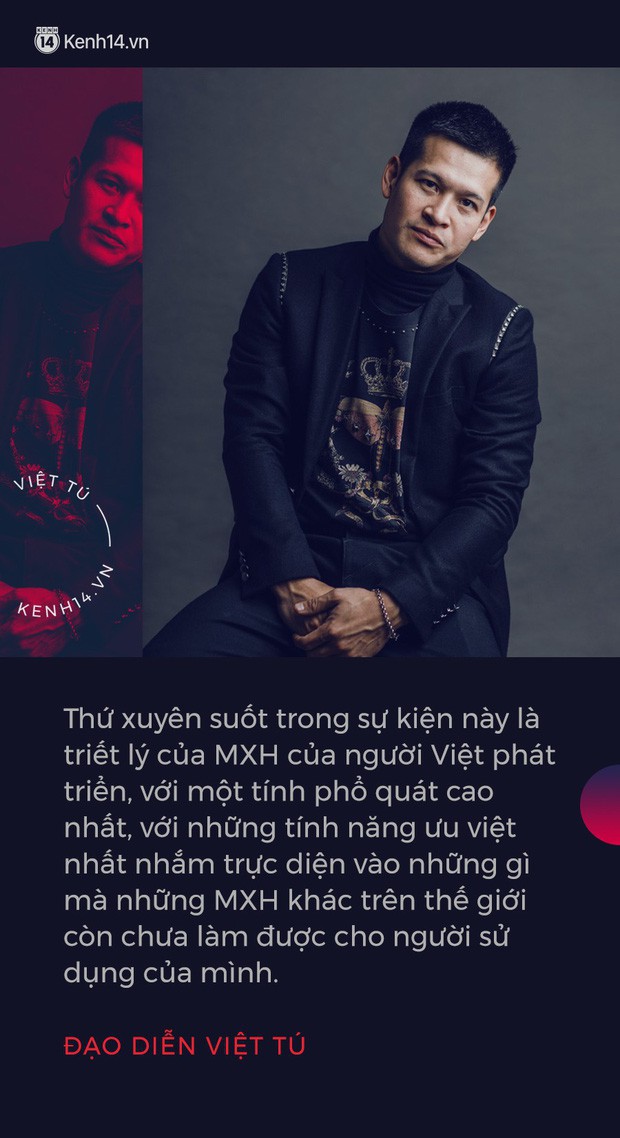 KENH
14
Kenh14.vn
VIỆT TÚ
KENH14.VN
Thứ xuyên suốt trong sự kiện này là
triết lý của MXH của người Việt phát
triển, với một tính phổ quát cao
nhất, với những tính năng ưu việt
nhất nhắm trực diện vào những gì
mà những MXH khác trên thế giới
còn chưa làm được cho người sử
dụng của mình.
ĐẠO DIỄN VIỆT TÚ